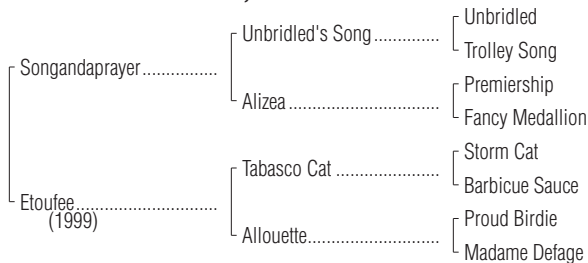 Unbridled
Unbridled's Song..............
Trolley Song
Songandaprayer................
Premiership
Alizea ................................
Fancy Medallion
Storm Cat
Tabasco Cat ......................
Barbicue Sauce
Etoufee..............................
(1999)
Proud Birdie
Allouette............................
Madame Defage